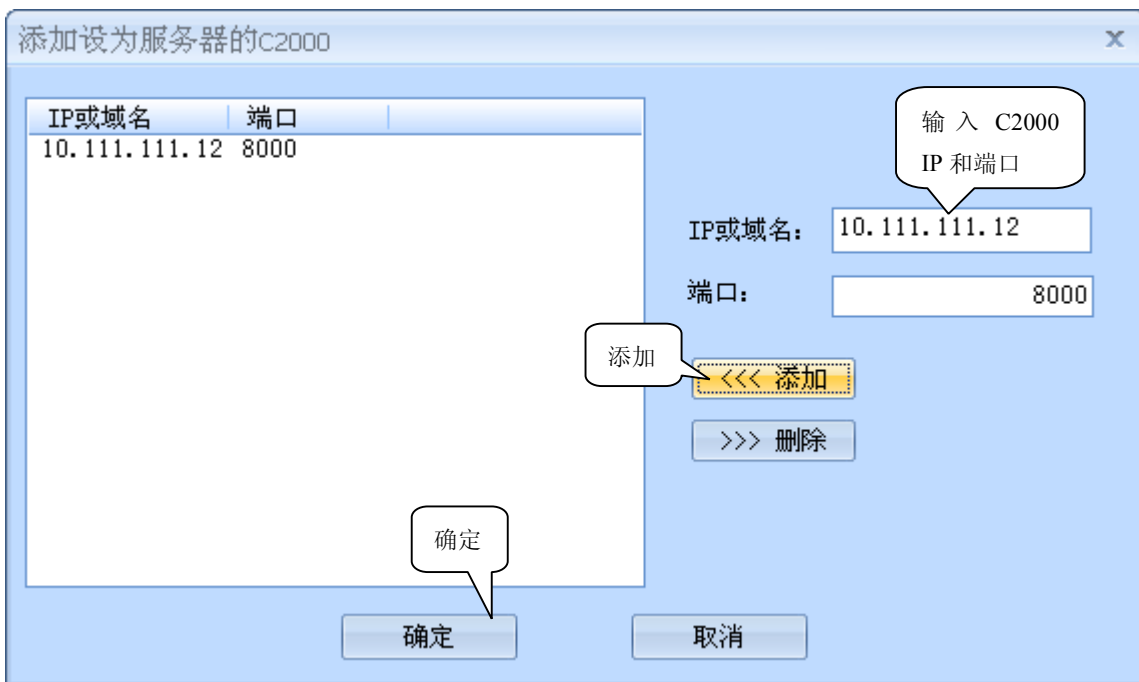 添加设为服务器的C2000
x
IP或域名 端口
10.111.111.12 8000
输 入 C2000
IP 和端口
IP或域名: 10.111.111.12
端口: 8000
添加
<<< 添加
>>> 删除
确定
确定 取消